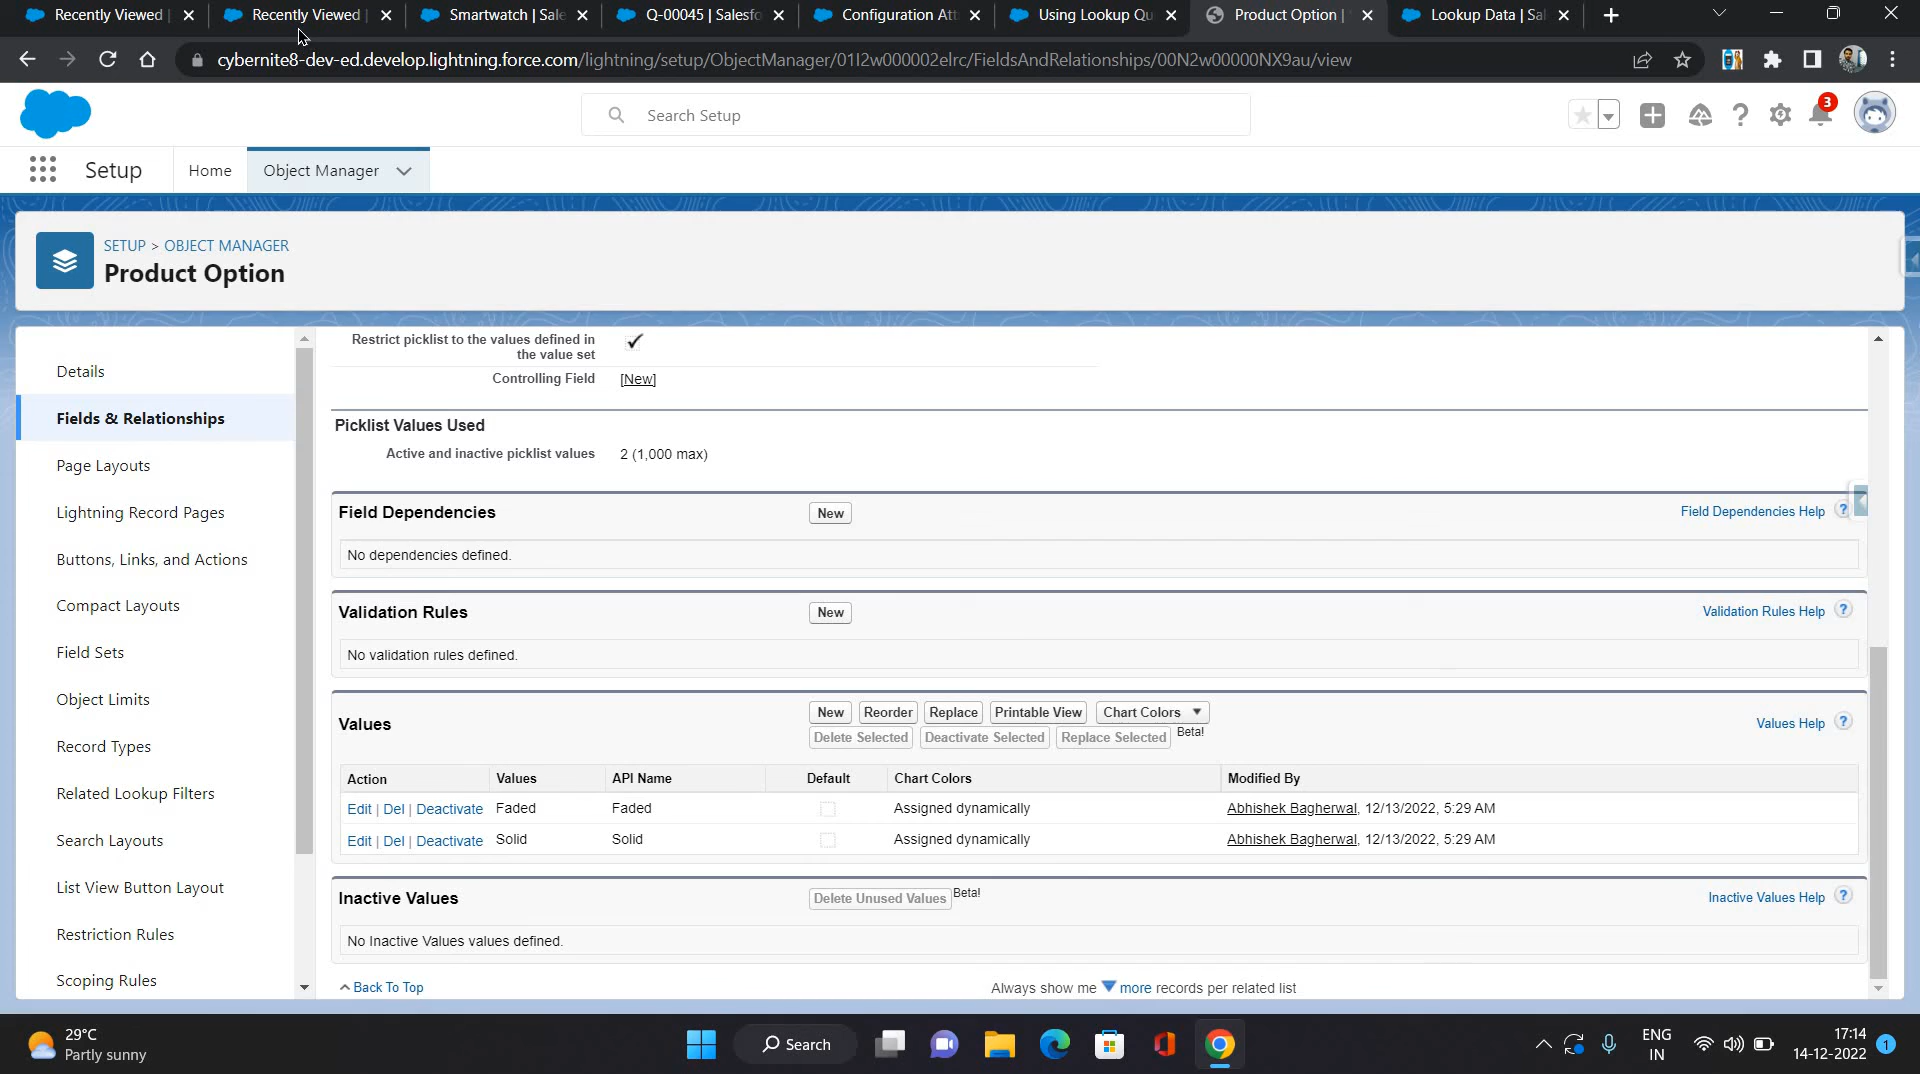 Recently Viewed |
Recently Viewed |
Smartwatch | Sale
Q-00045 | Salesfo
Configuration Att
Using Lookup Qu
Product Option |
Lookup Data | Sal
cybernite8-dev-ed.develop.lightning.force.com/lightning/setup/ObjectManager/01I2w000002elrc/FieldsAndRelationships/00N2w00000NX9au/view
Search Setup
3
Setup
Home
Object Manager
SETUP > OBJECT MANAGER
Product Option
Details
Fields & Relationships
Page Layouts
Lightning Record Pages
Buttons, Links, and Actions
Compact Layouts
Field Sets
Object Limits
Record Types
Related Lookup Filters
Search Layouts
List View Button Layout
Restriction Rules
Scoping Rules
Restrict picklist to the values defined in
the value set
Controlling Field [New]
Picklist Values Used
Active and inactive picklist values 2 (1,000 max)
Field Dependencies New Field Dependencies Help ?
No dependencies defined.
Validation Rules New Validation Rules Help ?
No validation rules defined.
Values New Reorder Replace Printable View Chart Colors Values Help ?
Delete Selected Deactivate Selected Replace Selected Beta!
Action Values API Name Default Chart Colors Modified By
Edit | Del | Deactivate Faded Faded Assigned dynamically Abhishek Bagherwal, 12/13/2022, 5:29 AM
Edit | Del | Deactivate Solid Solid Assigned dynamically Abhishek Bagherwal, 12/13/2022, 5:29 AM
Inactive Values Delete Unused Values Beta! Inactive Values Help ?
No Inactive Values values defined.
Back To Top Always show me more records per related list
29°C
Partly sunny
Search
ENG
IN
17:14
14-12-2022
1